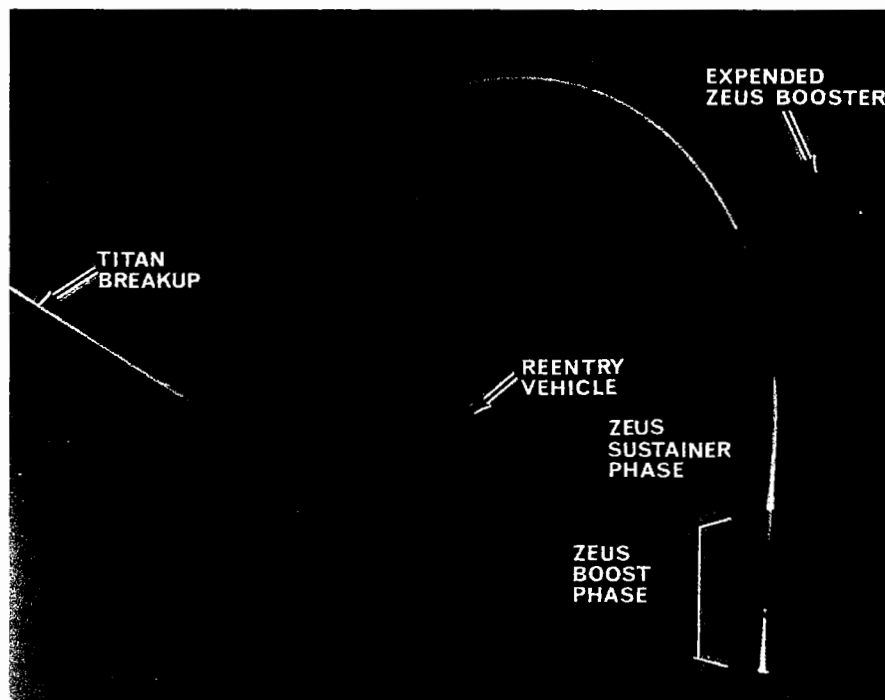 EXPENDED
ZEUS BOOSTER
TITAN
BREAKUP
REENTRY
VEHICLE
ZEUS
SUSTAINER
PHASE
ZEUS
BOOST
PHASE